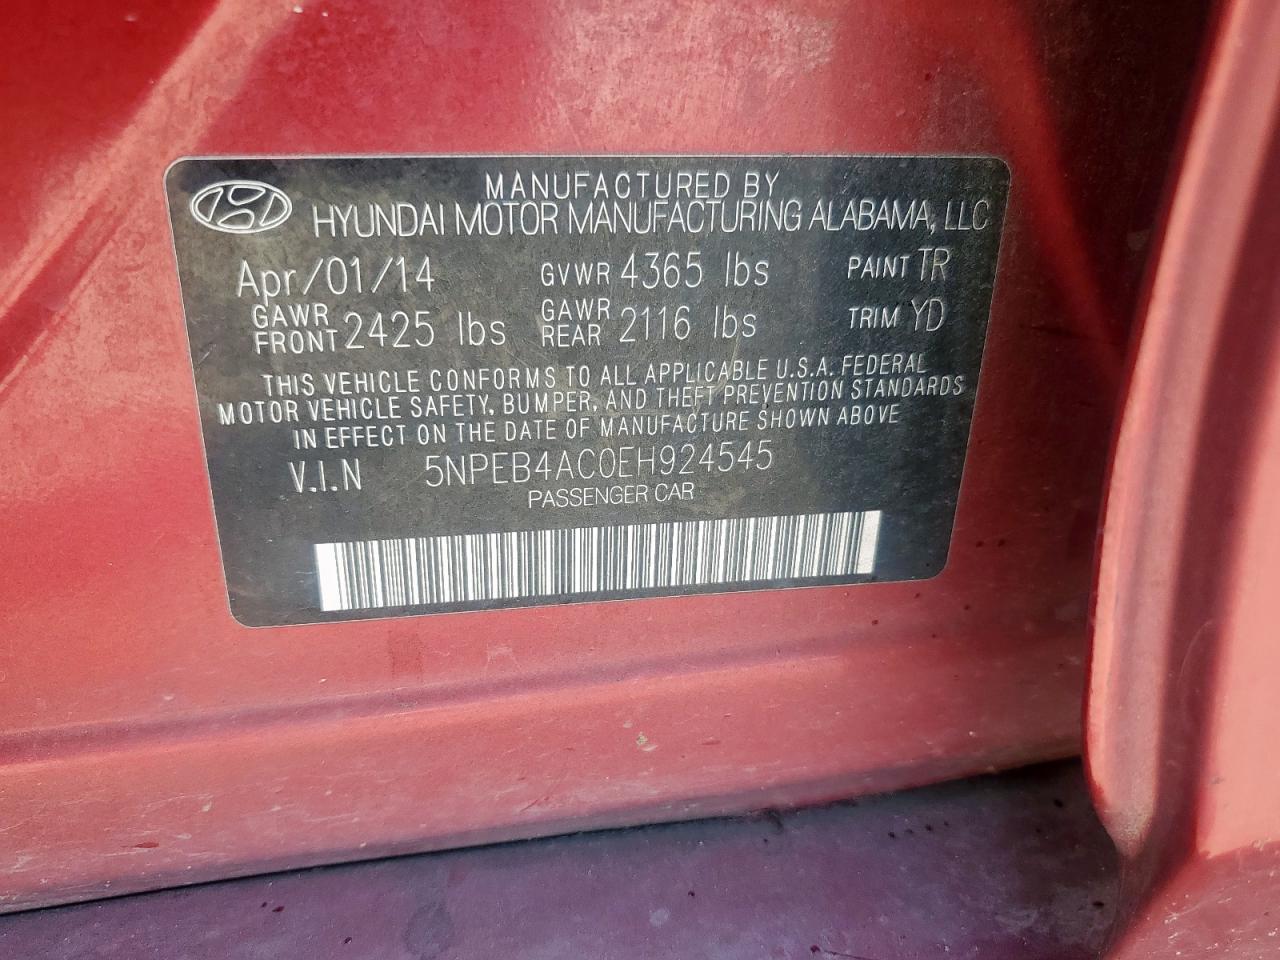 MANUFACTURED BY
HYUNDAI MOTOR MANUFACTURING ALABAMA, LLC
Apr/01/14 GVWR 4365 lbs PAINT TR
GAWR FRONT 2425 lbs GAWR REAR 2116 lbs TRIM YD
THIS VEHICLE CONFORMS TO ALL APPLICABLE U.S.A. FEDERAL
MOTOR VEHICLE SAFETY, BUMPER, AND THEFT PREVENTION STANDARDS
IN EFFECT ON THE DATE OF MANUFACTURE SHOWN ABOVE
V.I.N 5NPEB4AC0EH924545
PASSENGER CAR